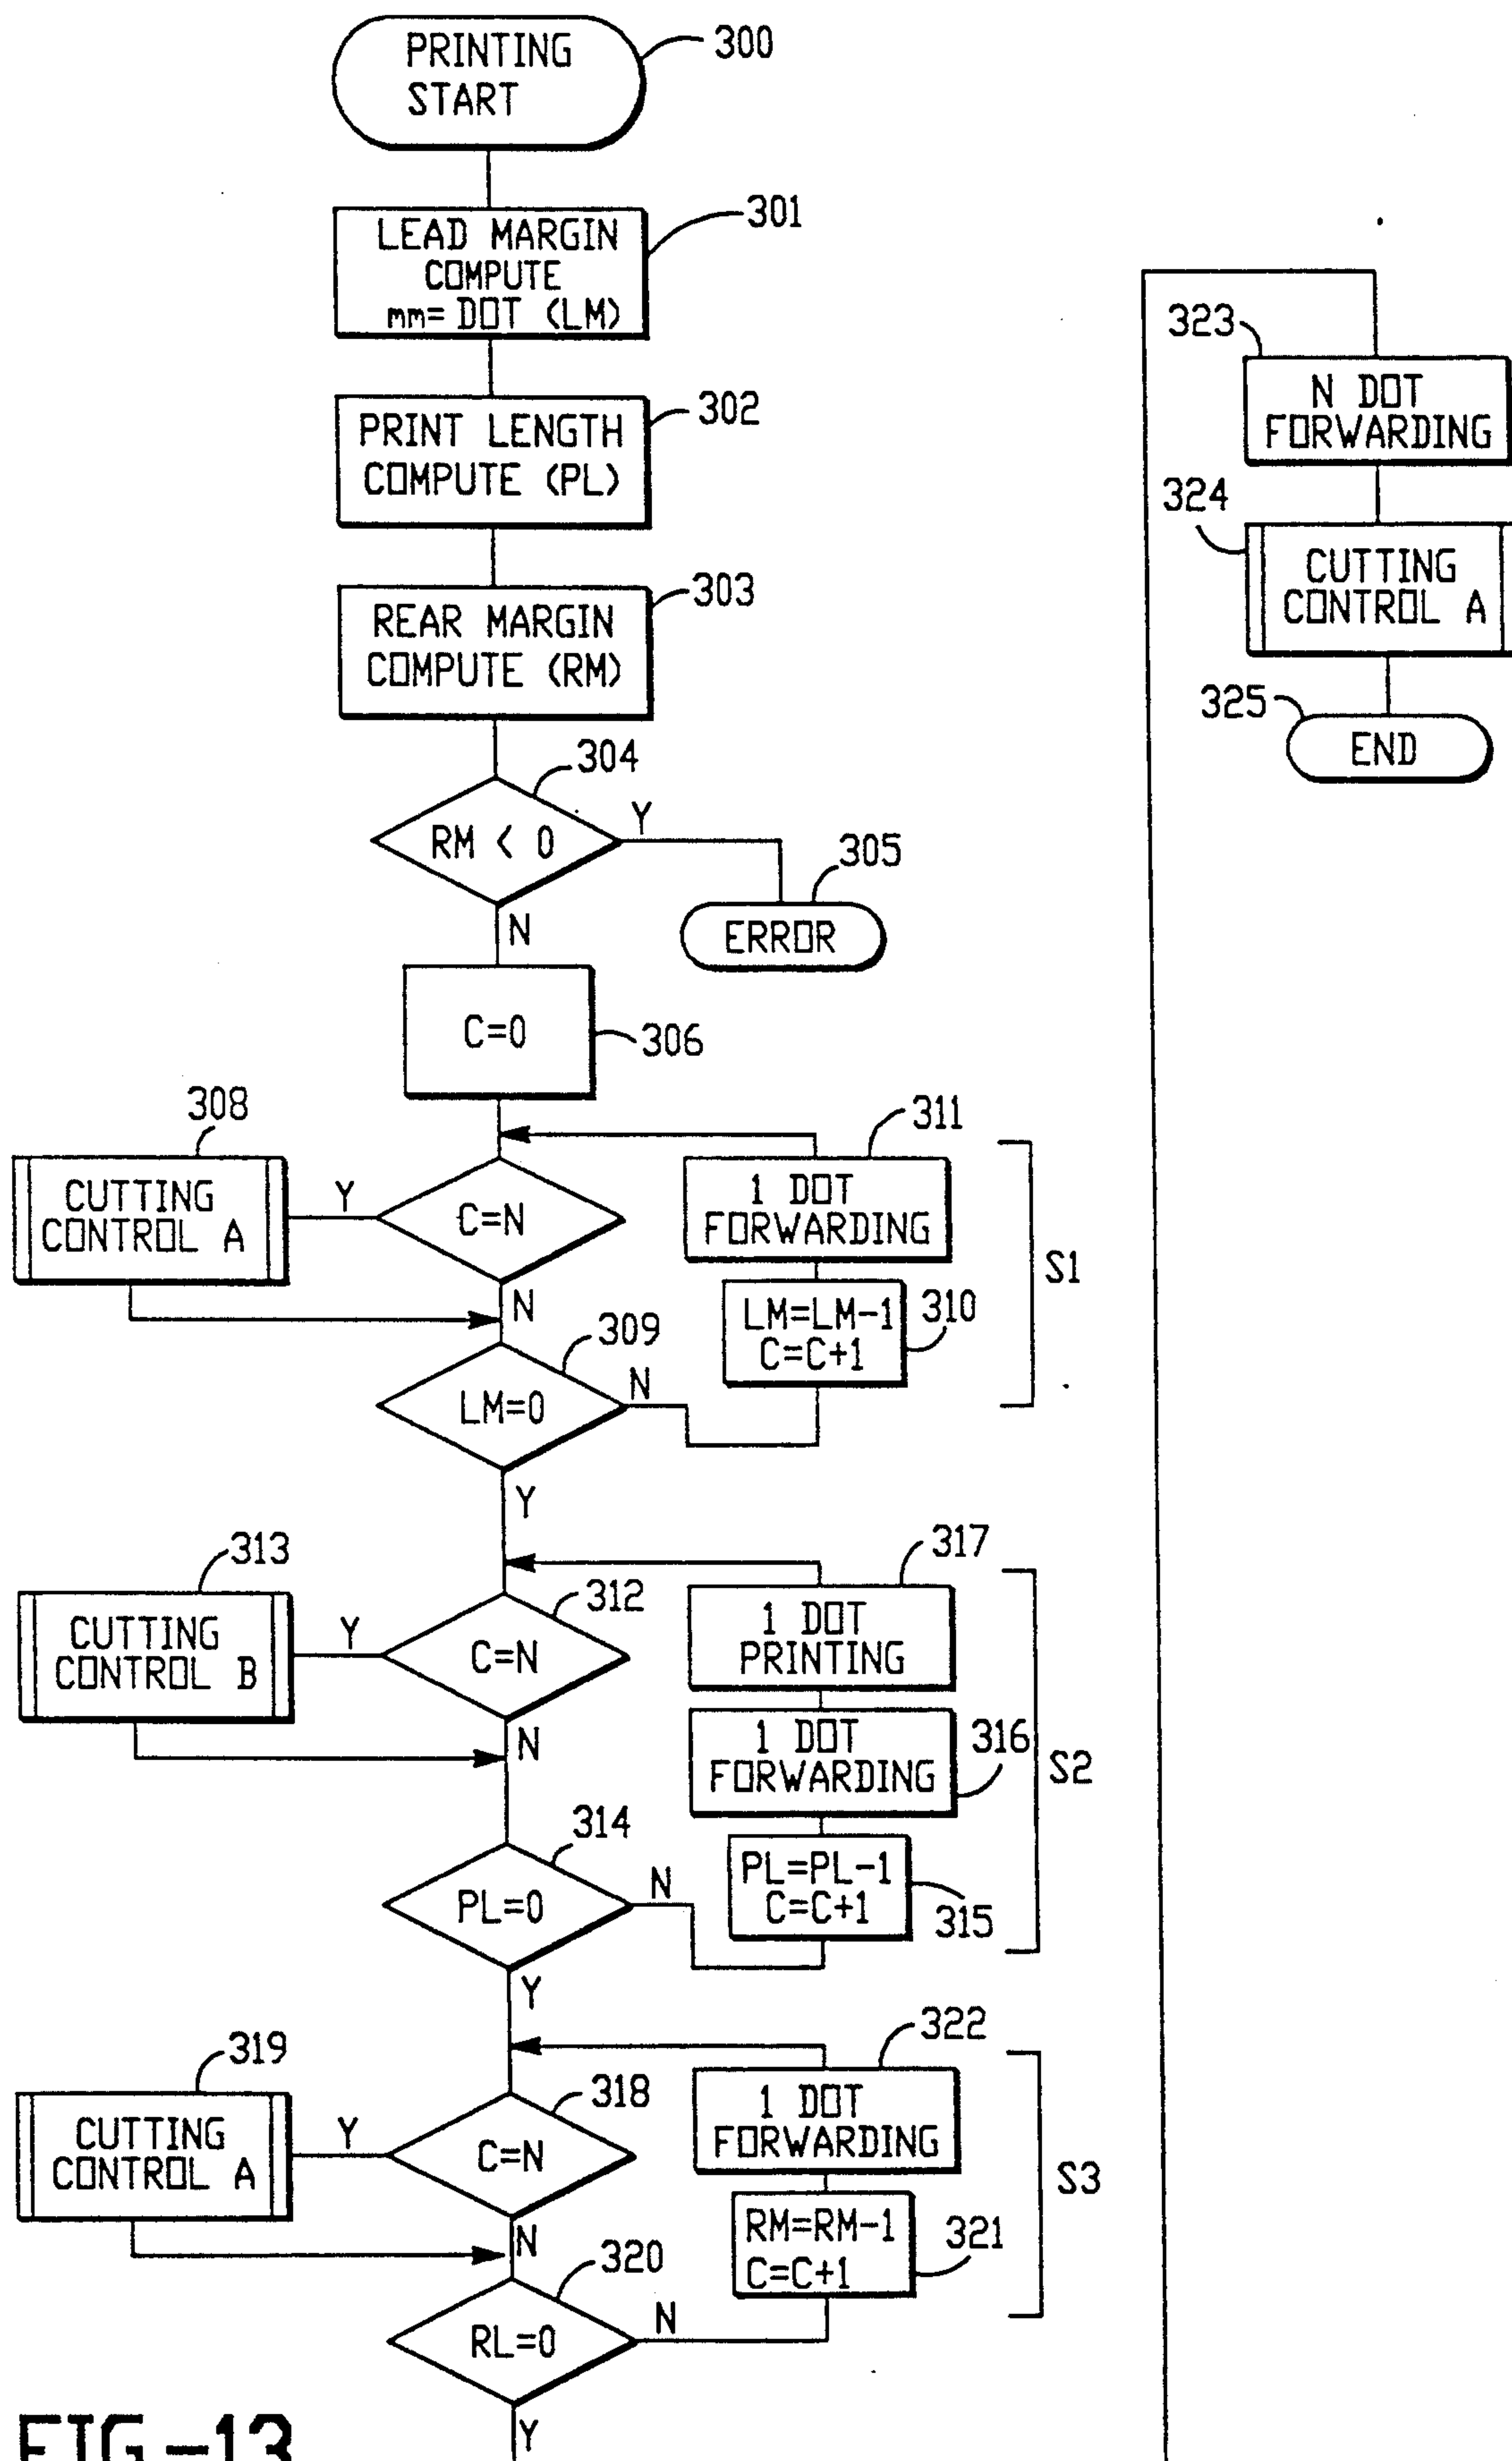 PRINTING
START
300
LEAD MARGIN
COMPUTE
mm= DOT (LM)
301
PRINT LENGTH
COMPUTE (PL)
302
REAR MARGIN
COMPUTE (RM)
303
304
RM < 0
Y
N
305
ERROR
C=0
306
308
CUTTING
CONTROL A
Y
C=N
N
311
1 DOT
FORWARDING
LM=LM-1
C=C+1
310
S1
309
LM=0
N
Y
313
CUTTING
CONTROL B
Y
312
C=N
N
317
1 DOT
PRINTING
1 DOT
FORWARDING
316
S2
314
PL=0
N
PL=PL-1
C=C+1
315
Y
319
CUTTING
CONTROL A
Y
318
C=N
N
322
1 DOT
FORWARDING
S3
RM=RM-1
C=C+1
321
320
RL=0
N
Y
323
N DOT
FORWARDING
324
CUTTING
CONTROL A
325
END
FIG-13